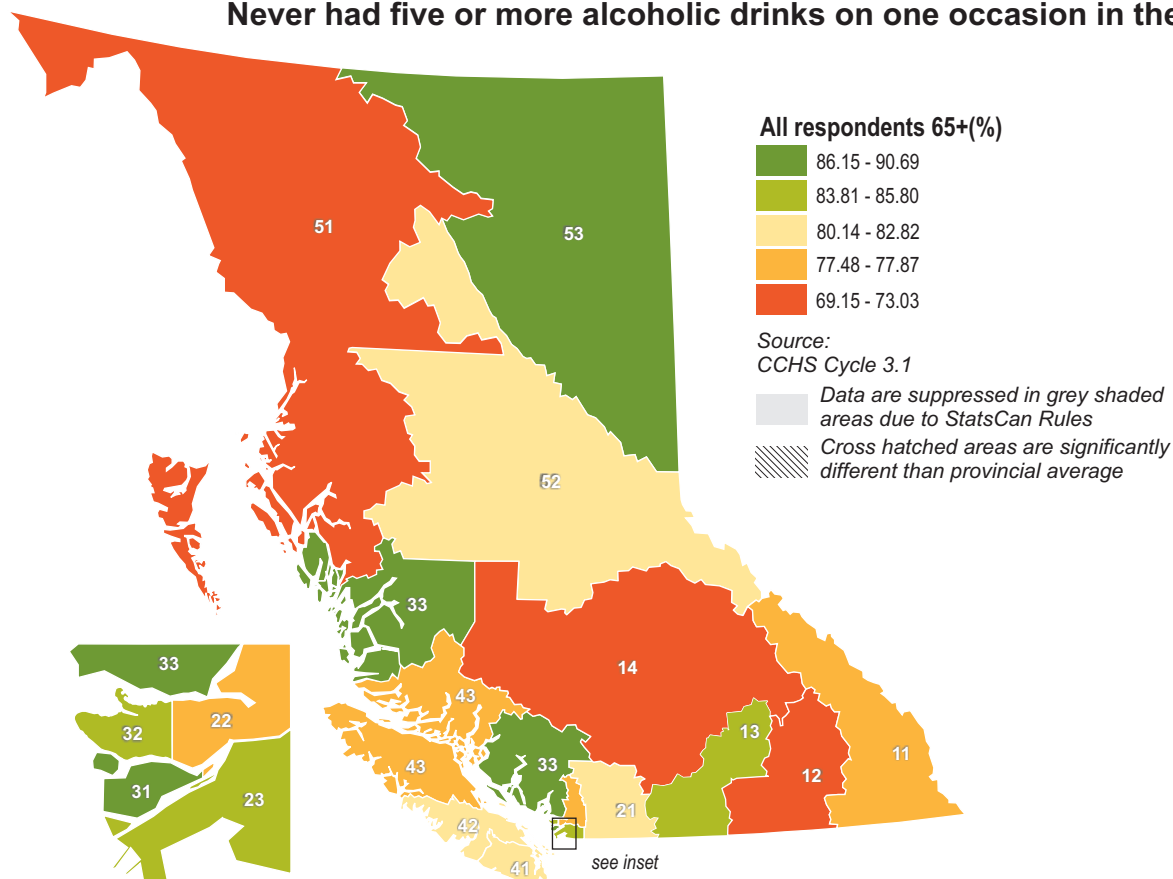 Never had five or more alcoholic drinks on one occasion in the
All respondents 65+(%)
86.15 - 90.69
83.81 - 85.80
80.14 - 82.82
77.48 - 77.87
69.15 - 73.03
Source:
CCHS Cycle 3.1
Data are suppressed in grey shaded
areas due to StatsCan Rules
Cross hatched areas are significantly
different than provincial average
51
53
52
33
14
43
13
11
12
43
33
21
42
41
see inset
33
22
32
31
23